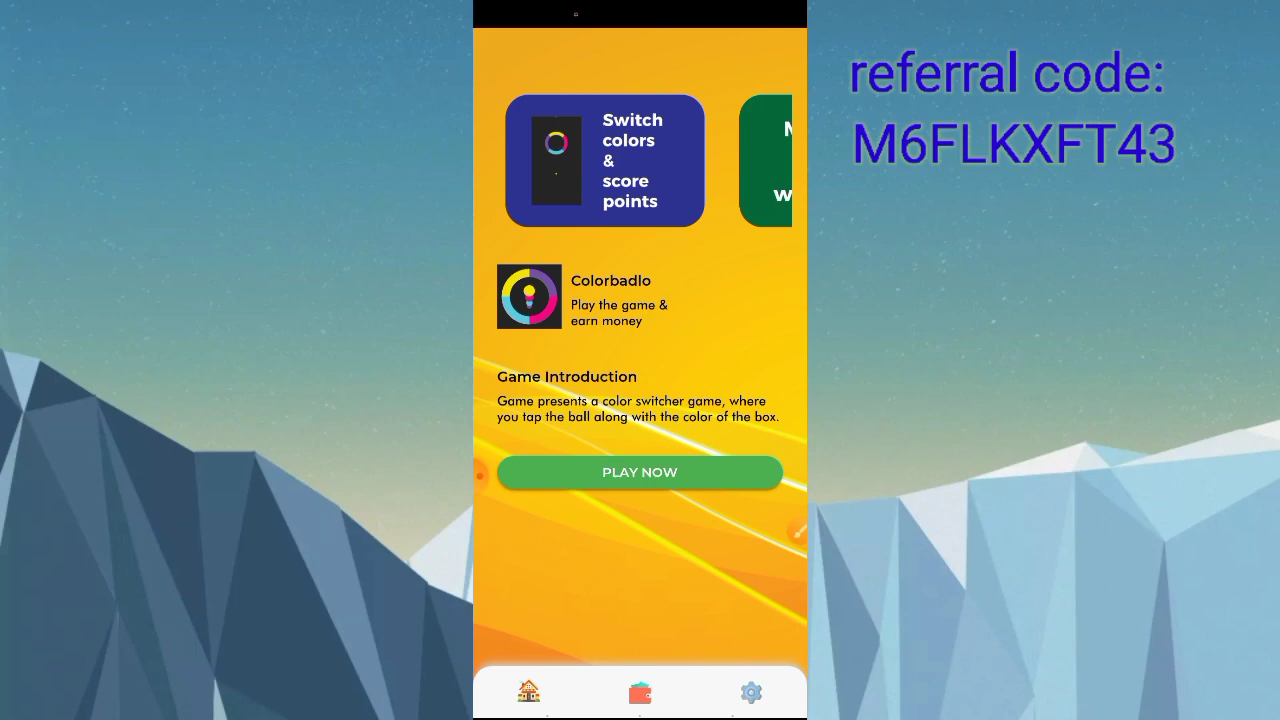 referral code:
M6FLKXFT43
Switch
colors
&
score
points
Colorbadlo
Play the game &
earn money
Game Introduction
Game presents a color switcher game, where
you tap the ball along with the color of the box.
PLAY NOW